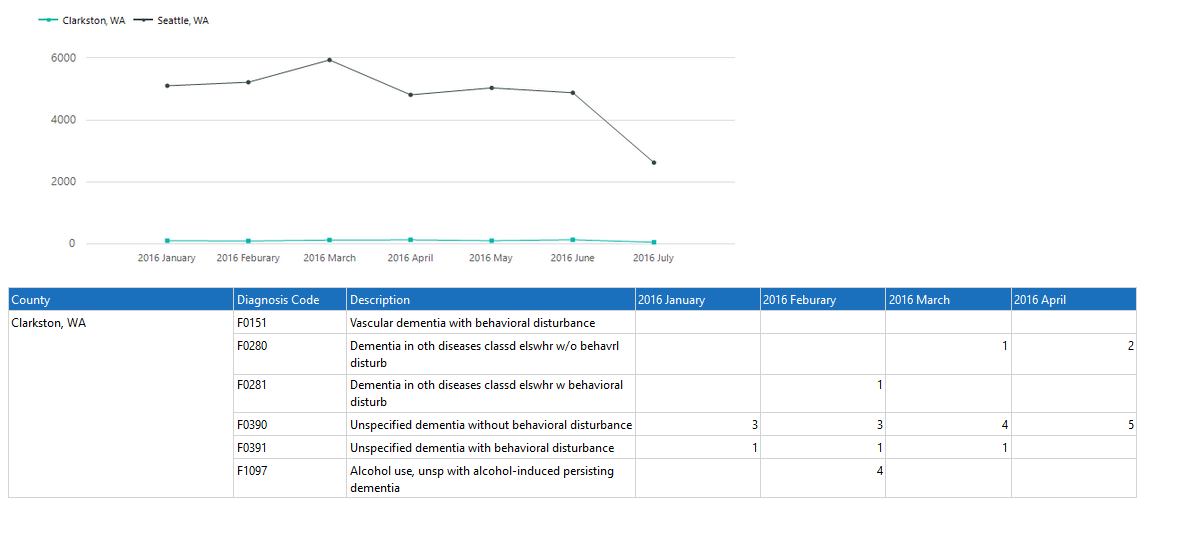 Clarkston, WA Seattle, WA
6000
4000
2000
0
2016 January 2016 Feburary 2016 March 2016 April 2016 May 2016 June 2016 July
County Diagnosis Code Description 2016 January 2016 Feburary 2016 March 2016 April
Clarkston, WA F0151 Vascular dementia with behavioral disturbance
F0280 Dementia in oth diseases classd elswhr w/o behavrl 1 2
disturb
F0281 Dementia in oth diseases classd elswhr w behavioral 1
disturb
F0390 Unspecified dementia without behavioral disturbance 3 3 4 5
F0391 Unspecified dementia with behavioral disturbance 1 1 1
F1097 Alcohol use, unsp with alcohol-induced persisting 4
dementia